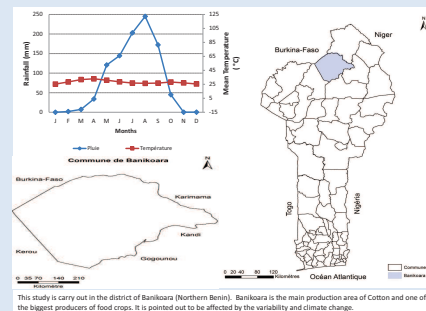 250
200
150
100
50
0
Rainfall (mm)
125
105
85
65
45
25
5
-15
Mean Temperature
(°C)
J F M A M J J A S O N D
Months
Pluie
Température
Commune de Banikoara
N
Burkina-Faso
Karimama
Kandi
Gogounou
Kerou
0 35 70 140 210
Kilomètre
N
Niger
Burkina-Faso
Togo
Nigéria
0 20 40 80 120 160
Kilomètres
Océan Atlantique
Commune
Banikoara
This study is carry out in the district of Banikoara (Northern Benin). Banikoara is the main production area of Cotton and one of
the biggest producers of food crops. It is pointed out to be affected by the variability and climate change.